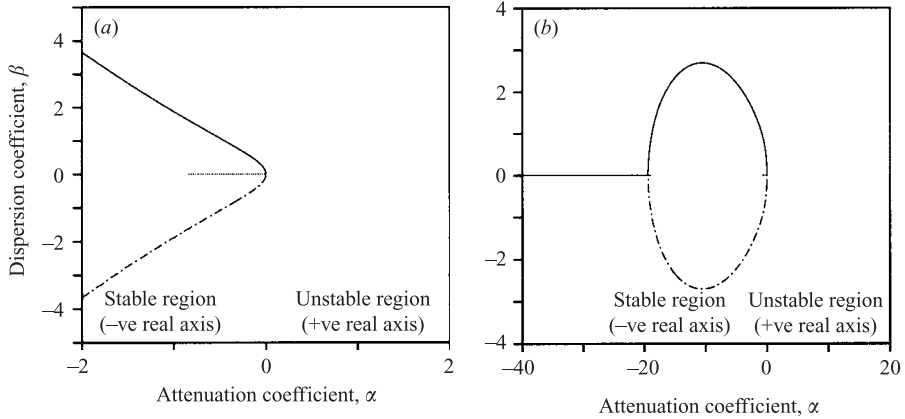 (a)
4
2
0
−2
−4
Dispersion coefficient, β
Stable region
(–ve real axis)
Unstable region
(+ve real axis)
−2
0
2
Attenuation coefficient, α
(b)
4
2
0
−2
−4
Stable region
(–ve real axis)
Unstable region
(+ve real axis)
−40
−20
0
20
Attenuation coefficient, α